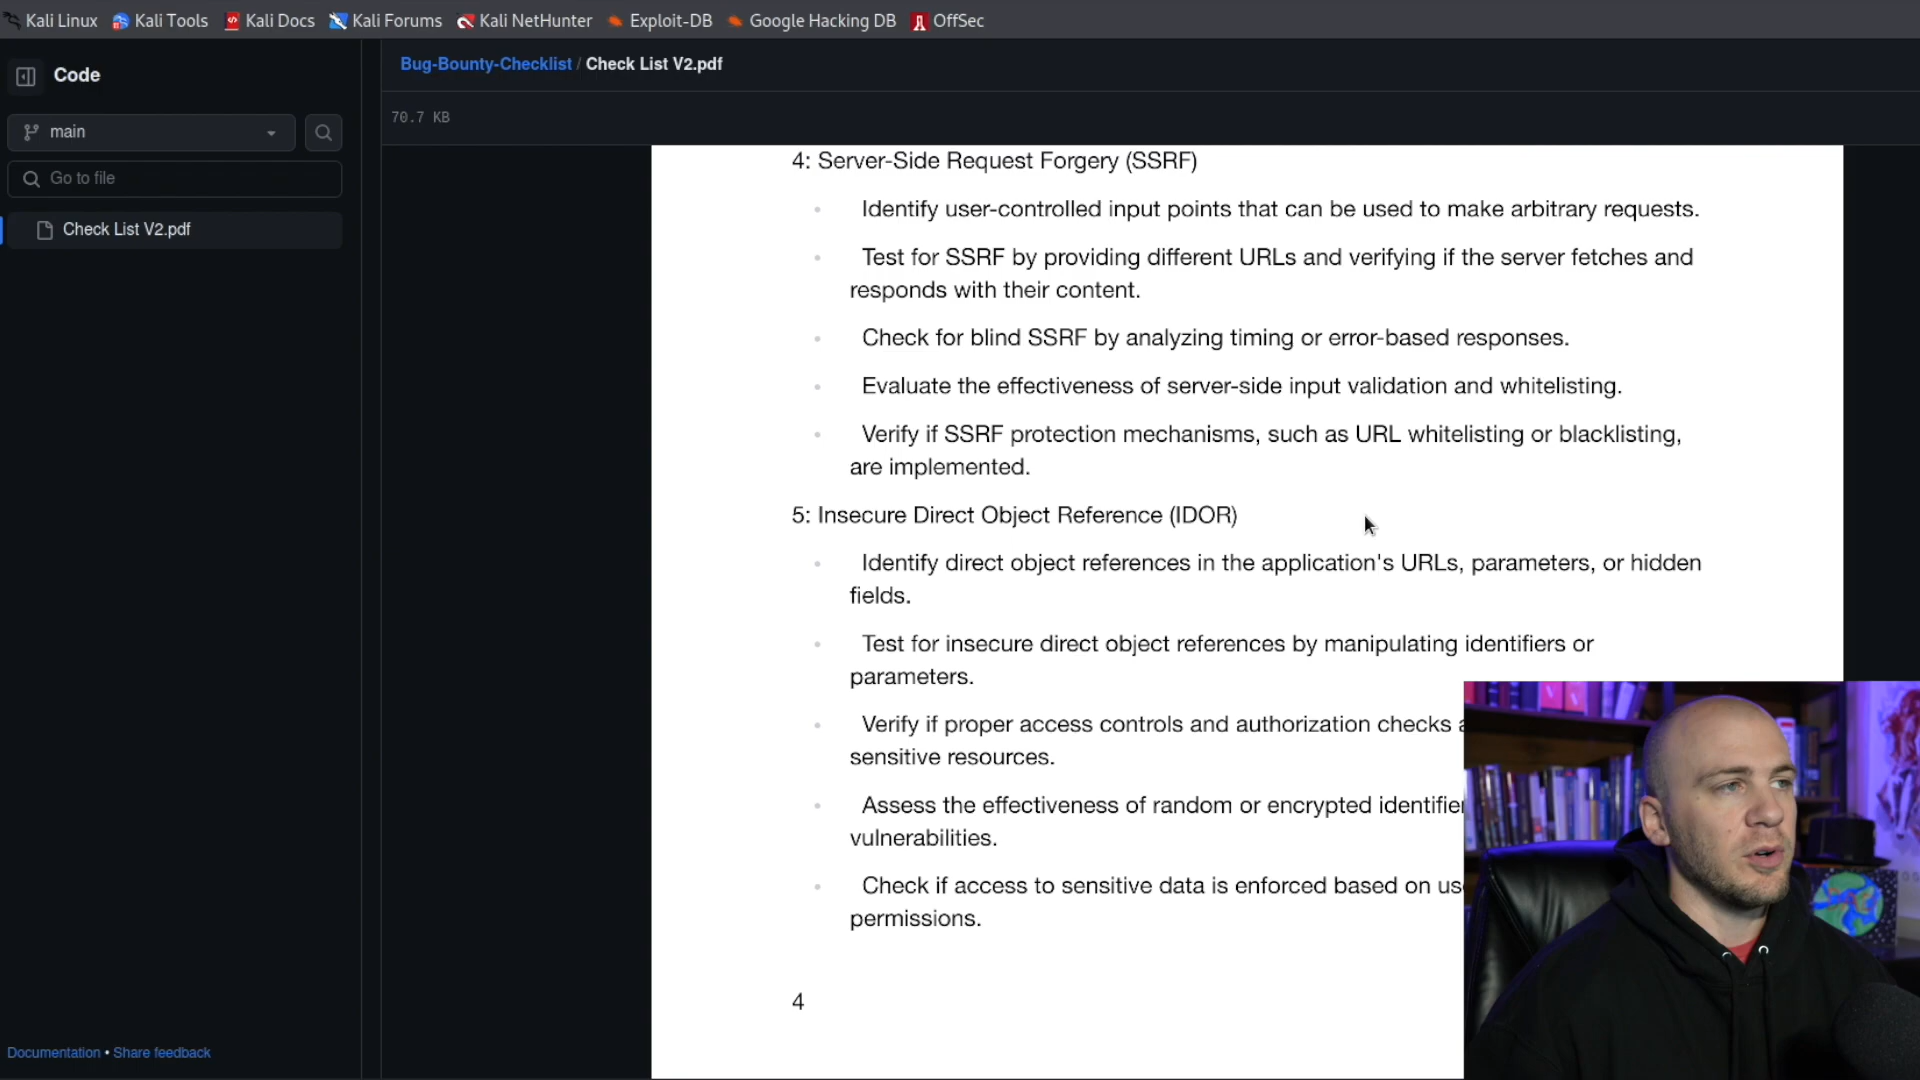 Kali Linux Kali Tools Kali Docs Kali Forums Kali NetHunter Exploit-DB Google Hacking DB OffSec
Code
Bug-Bounty-Checklist / Check List V2.pdf
main
70.7 KB
Go to file
Check List V2.pdf
4: Server-Side Request Forgery (SSRF)
Identify user-controlled input points that can be used to make arbitrary requests.
Test for SSRF by providing different URLs and verifying if the server fetches and
responds with their content.
Check for blind SSRF by analyzing timing or error-based responses.
Evaluate the effectiveness of server-side input validation and whitelisting.
Verify if SSRF protection mechanisms, such as URL whitelisting or blacklisting,
are implemented.
5: Insecure Direct Object Reference (IDOR)
Identify direct object references in the application's URLs, parameters, or hidden
fields.
Test for insecure direct object references by manipulating identifiers or
parameters.
Verify if proper access controls and authorization checks
sensitive resources.
Assess the effectiveness of random or encrypted
vulnerabilities.
Check if access to sensitive data is enforced based on
permissions.
4
Documentation • Share feedback